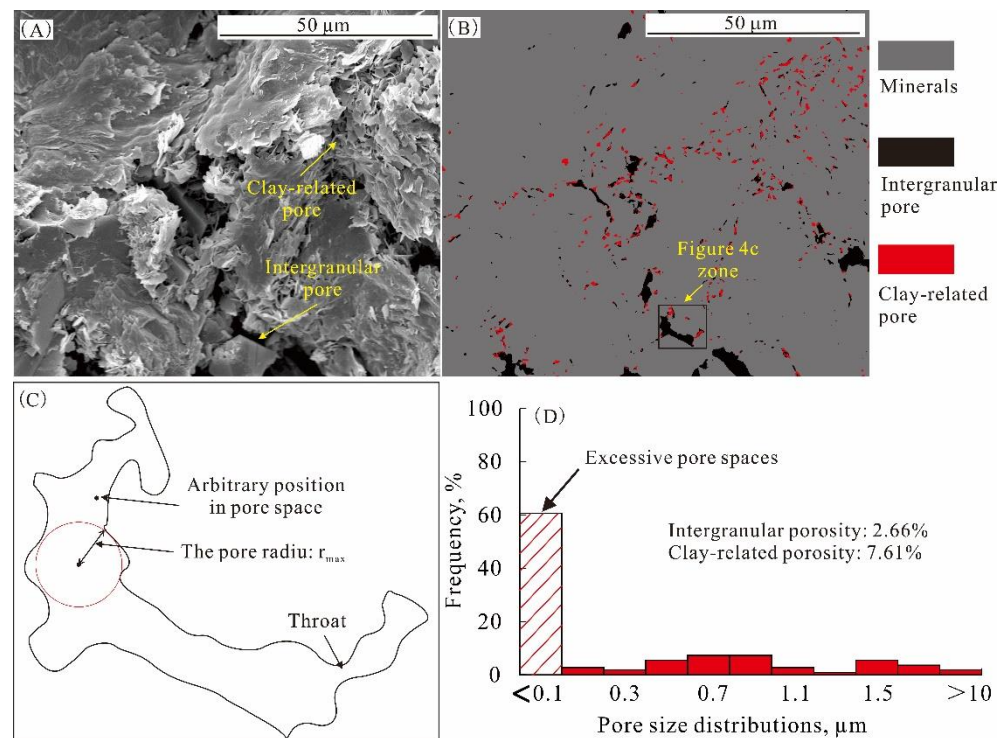 (A)
50 µm
Clay-related
pore
Intergranular
pore
(B)
50 µm
Figure 4c
zone
Minerals
Intergranular
pore
Clay-related
pore
(C)
Arbitrary position
in pore space
The pore radiu: rmax
Throat
(D)
Frequency, %
100
80
60
40
20
0
Excessive pore spaces
Intergranular porosity: 2.66%
Clay-related porosity: 7.61%
<0.1 0.3 0.7 1.1 1.5 >10
Pore size distributions, µm